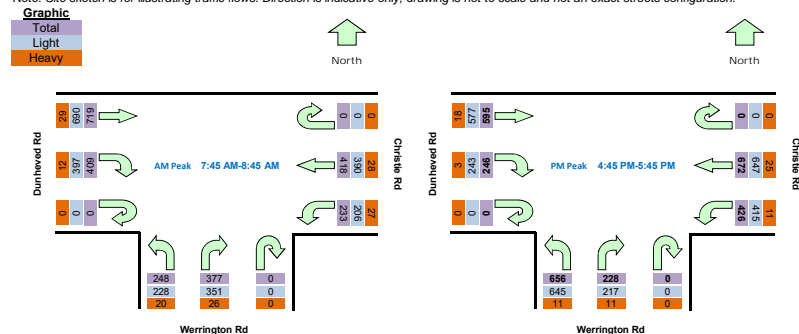 Note: Site sketch is for illustrating traffic flows. Direction is indicative only, drawing is not to scale and not an exact streets configuration.
Graphic
Total
Light
Heavy
North
North
29 690 719
0 0 0
Dunheved Rd
12 397 409
AM Peak 7:45 AM-8:45 AM
418 390 28
Christie Rd
0 0 0
233 206 27
248 377 0
228 351 0
20 26 0
Werrington Rd
18 577 595
0 0 0
Dunheved Rd
3 243 246
PM Peak 4:45 PM-5:45 PM
672 647 25
Christie Rd
0 0 0
426 415 11
656 228 0
645 217 0
11 11 0
Werrington Rd